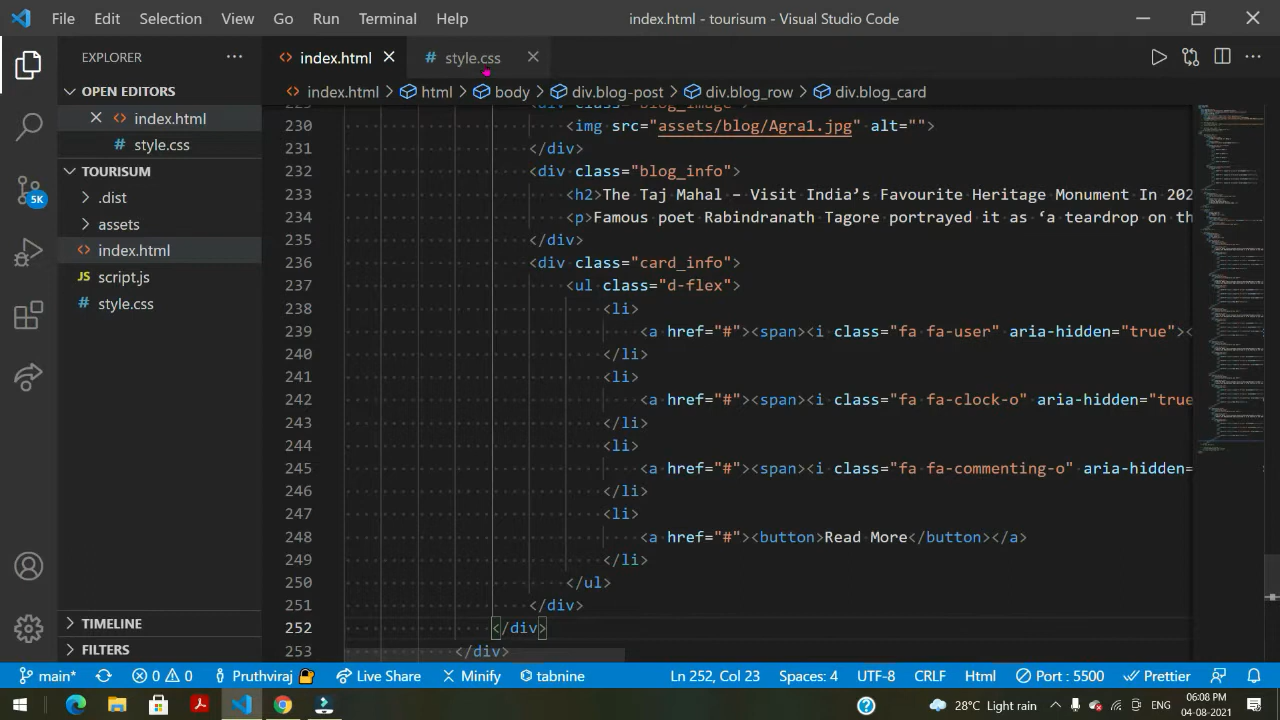 File Edit Selection View Go Run Terminal Help index.html - tourisum - Visual Studio Code
EXPLORER
index.html
# style.css
index.html > html > body > div.blog-post > div.blog_row > div.blog_card
OPEN EDITORS
index.html
# style.css
TOURISUM
.dist
assets
index.html
JS script.js
# style.css
TIMELINE
FILTERS
5K
229 <div class="blog_image">
230 <img src="assets/blog/Agra1.jpg" alt="">
231 </div>
232 <div class="blog_info">
233 <h2>The Taj Mahal – Visit India’s Favourite Heritage Monument In 202
234 <p>Famous poet Rabindranath Tagore portrayed it as ‘a teardrop on th
235 </div>
236 <div class="card_info">
237 <ul class="d-flex">
238 <li>
239 <a href="#"><span><i class="fa fa-user" aria-hidden="true"><
240 </li>
241 <li>
242 <a href="#"><span><i class="fa fa-clock-o" aria-hidden="true
243 </li>
244 <li>
245 <a href="#"><span><i class="fa fa-commenting-o" aria-hidden=
246 </li>
247 <li>
248 <a href="#"><button>Read More</button></a>
249 </li>
250 </ul>
251 </div>
252 </div>
253 </div>
main* 0 0 Pruthviraj Live Share Minify tabnine Ln 252, Col 23 Spaces: 4 UTF-8 CRLF Html Port : 5500 Prettier
28°C Light rain ENG 06:08 PM
04-08-2021